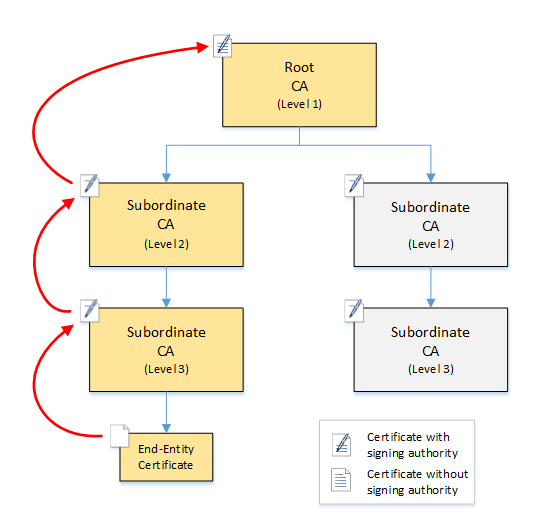 Root
CA
(Level 1)
Subordinate
CA
(Level 2)
Subordinate
CA
(Level 2)
Subordinate
CA
(Level 3)
Subordinate
CA
(Level 3)
End-Entity
Certificate
Certificate with
signing authority
Certificate without
signing authority